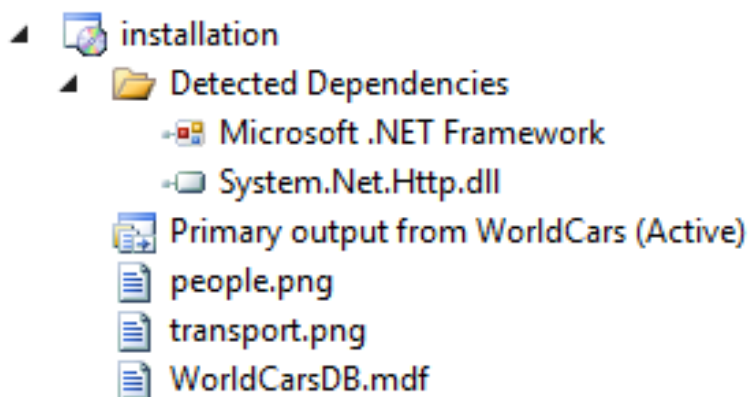 installation
Detected Dependencies
Microsoft .NET Framework
System.Net.Http.dll
Primary output from WorldCars (Active)
people.png
transport.png
WorldCarsDB.mdf